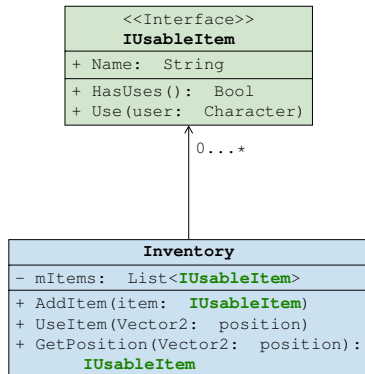 <<Interface>>
IUsableItem
+ Name: String
+ HasUses(): Bool
+ Use(user: Character)
0...*
Inventory
- mItems: List<IUsableItem>
+ AddItem(item: IUsableItem)
+ UseItem(Vector2: position)
+ GetPosition(Vector2: position):
IUsableItem